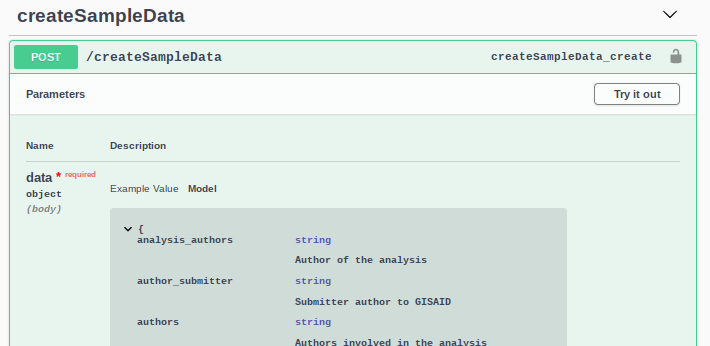 createSampleData
POST /createSampleData createSampleData_create
Parameters Try it out
Name Description
data * required
object
(body)
Example Value Model
{
analysis_authors string
Author of the analysis
author_submitter string
Submitter author to GISAID
authors string
Authors involved in the analysis